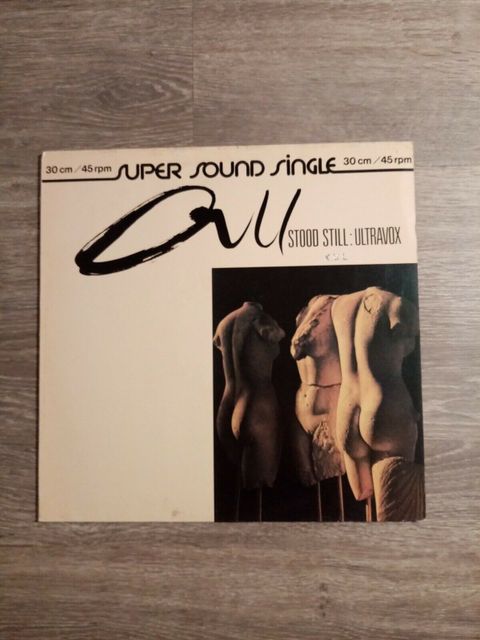 30 cm / 45 rpm SUPER SOUND SINGLE 30 cm / 45 rpm
All
STOOD STILL: ULTRAVOX